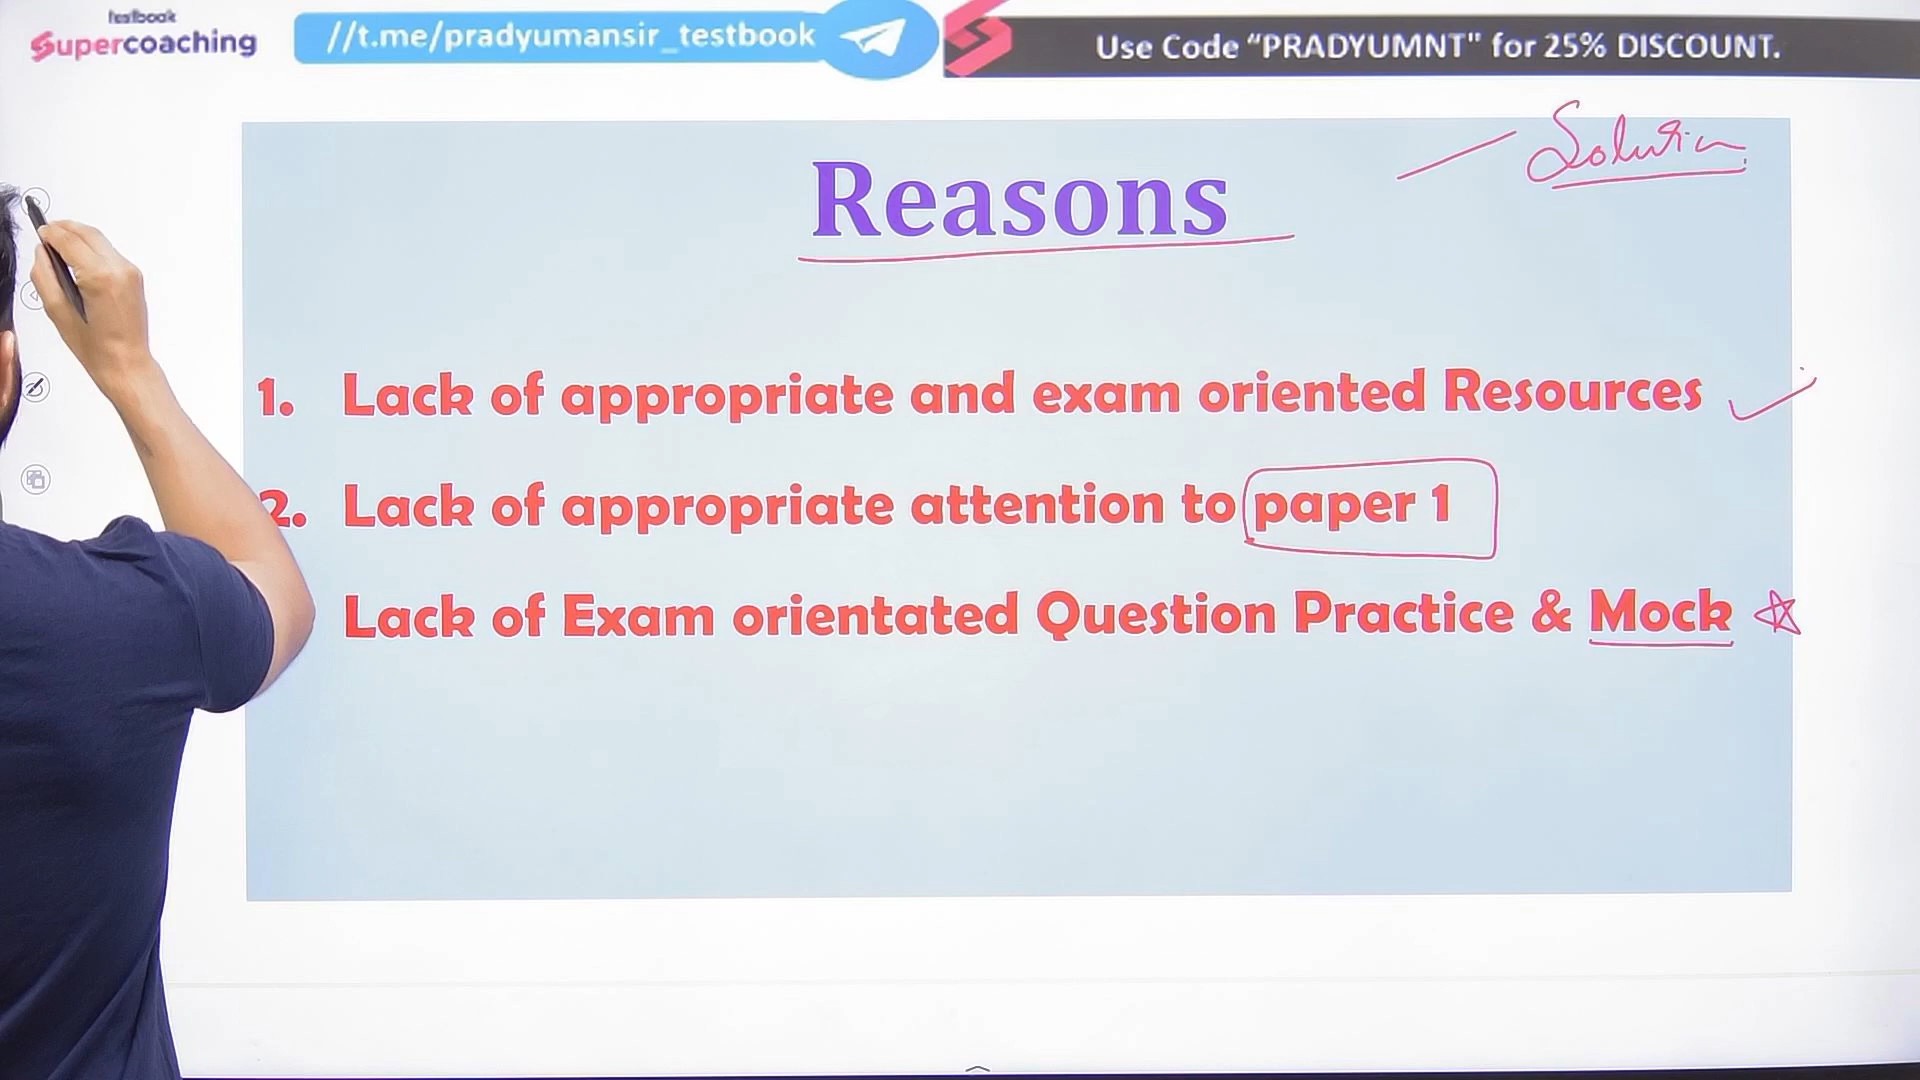 testbook
Supercoaching
//t.me/pradyumansir_testbook
Use Code “PRADYUMNT" for 25% DISCOUNT.
Solution
Reasons
1. Lack of appropriate and exam oriented Resources
2. Lack of appropriate attention to paper 1
Lack of Exam orientated Question Practice & Mock